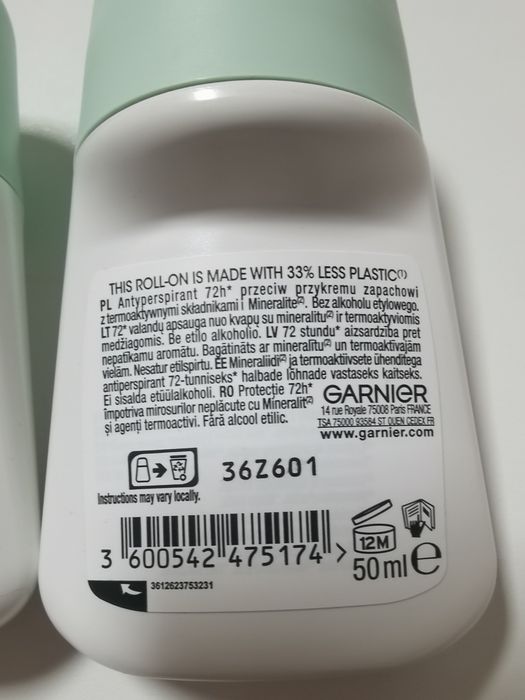 THIS ROLL-ON IS MADE WITH 33% LESS PLASTIC(1)
PL Antyperspirant 72h* przeciw przykremu zapachowi
z termoaktywnymi składnikami i Mineralite(2). Bez alkoholu etylowego.
LT 72* valandų apsauga nuo kvapų su mineralitu(2) ir termoaktyviomis
medžiagomis. Be etilo alkoholio. LV 72 stundu* aizsardzība pret
nepatīkamu aromātu. Bagātināts ar minerālītu(2) un termoaktīvajām
vielām. Nesatur etilspirtu. EE Mineraliidi(2) ja termoaktiivsete ühenditega
antiperspirant 72-tunniseks* halbade lõhnade vastaseks kaitseks.
Ei sisalda etüülalkoholi. RO Protecție 72h*
împotriva mirosurilor neplăcute cu Mineralit(2)
și agenți termoactivi. Fără alcool etilic.
GARNIER
14 rue Royale 75008 Paris FRANCE
TSA 75000 93584 ST OUEN CEDEX FR
www.garnier.com
36Z601
Instructions may vary locally.
3 600542 475174 >
12M
50 ml e
3612623753231